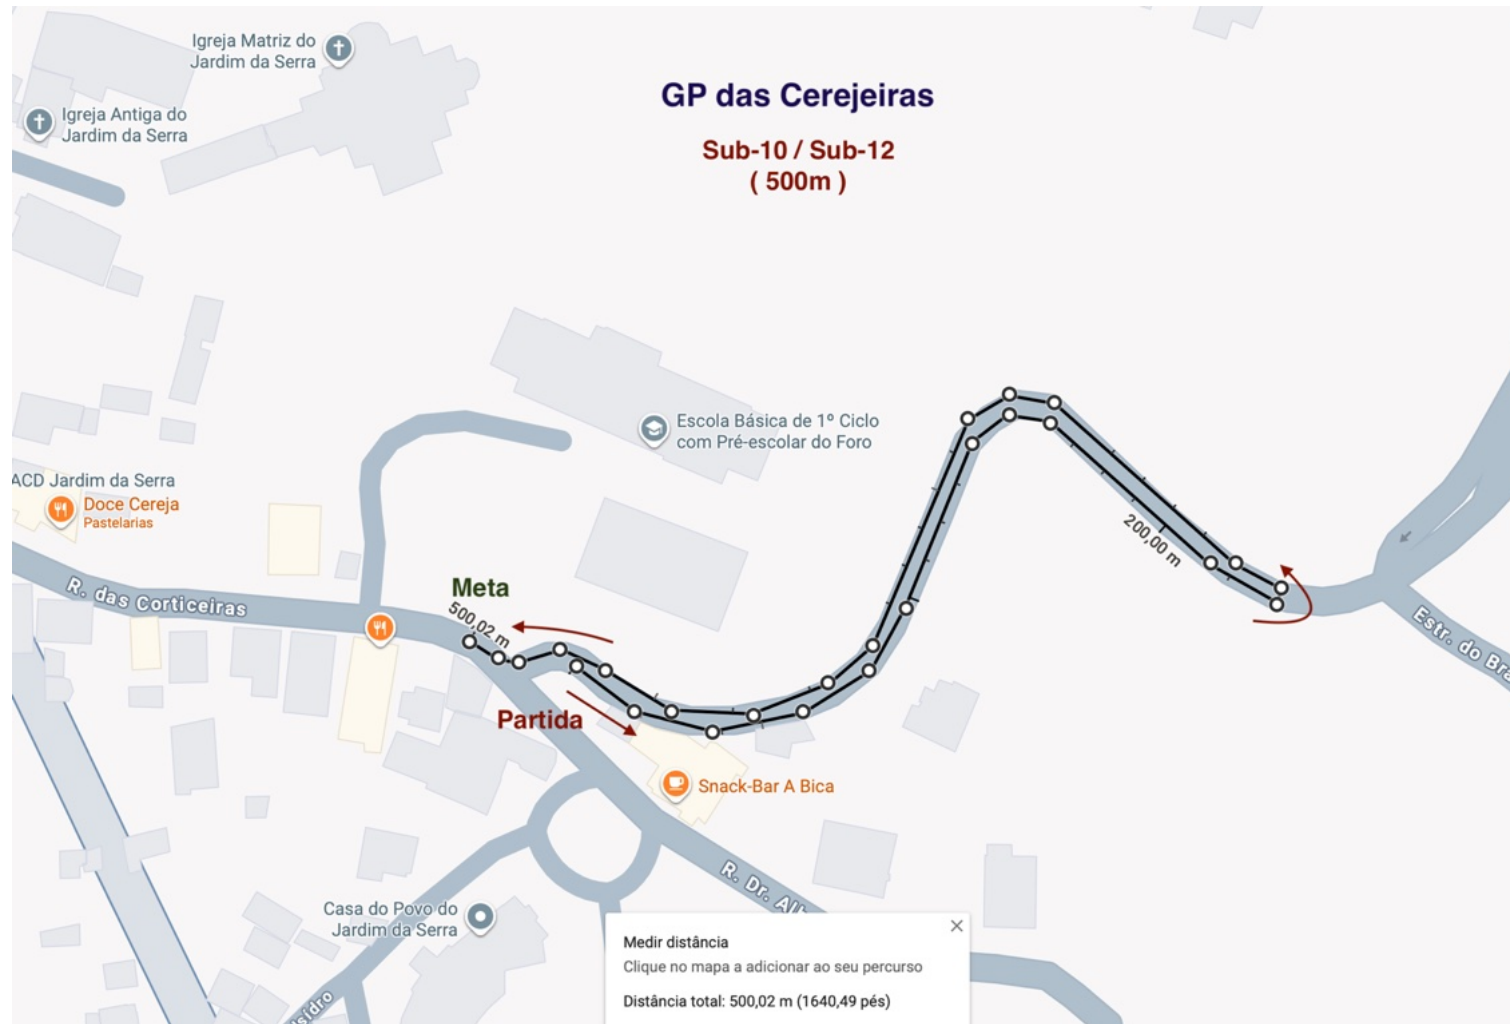 Igreja Matriz do
Jardim da Serra
GP das Cerejeiras
Igreja Antiga do
Jardim da Serra
Sub-10 / Sub-12
( 500m )
Escola Básica de 1º Ciclo
com Pré-escolar do Foro
ACD Jardim da Serra
Doce Cereja
Pastelarias
200,00 m
R. das Corticeiras
Meta
500,02 m
Estr. do
Partida
Snack-Bar A Bica
R. Dr.
Casa do Povo do
Jardim da Serra
Medir distância
Clique no mapa a adicionar ao seu percurso
Distância total: 500,02 m (1640,49 pés)